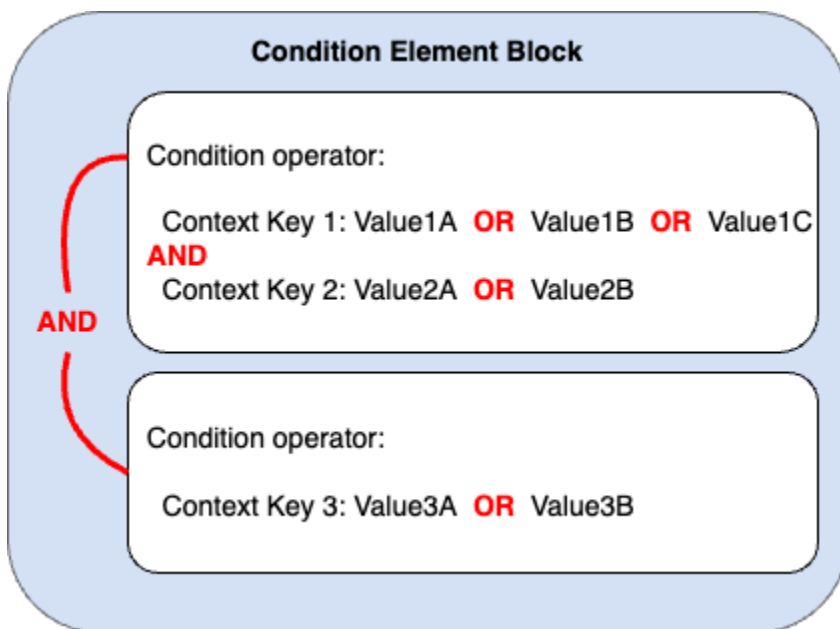 Condition Element Block
Condition operator:
Context Key 1: Value1A OR Value1B OR Value1C
AND
Context Key 2: Value2A OR Value2B
AND
Condition operator:
Context Key 3: Value3A OR Value3B